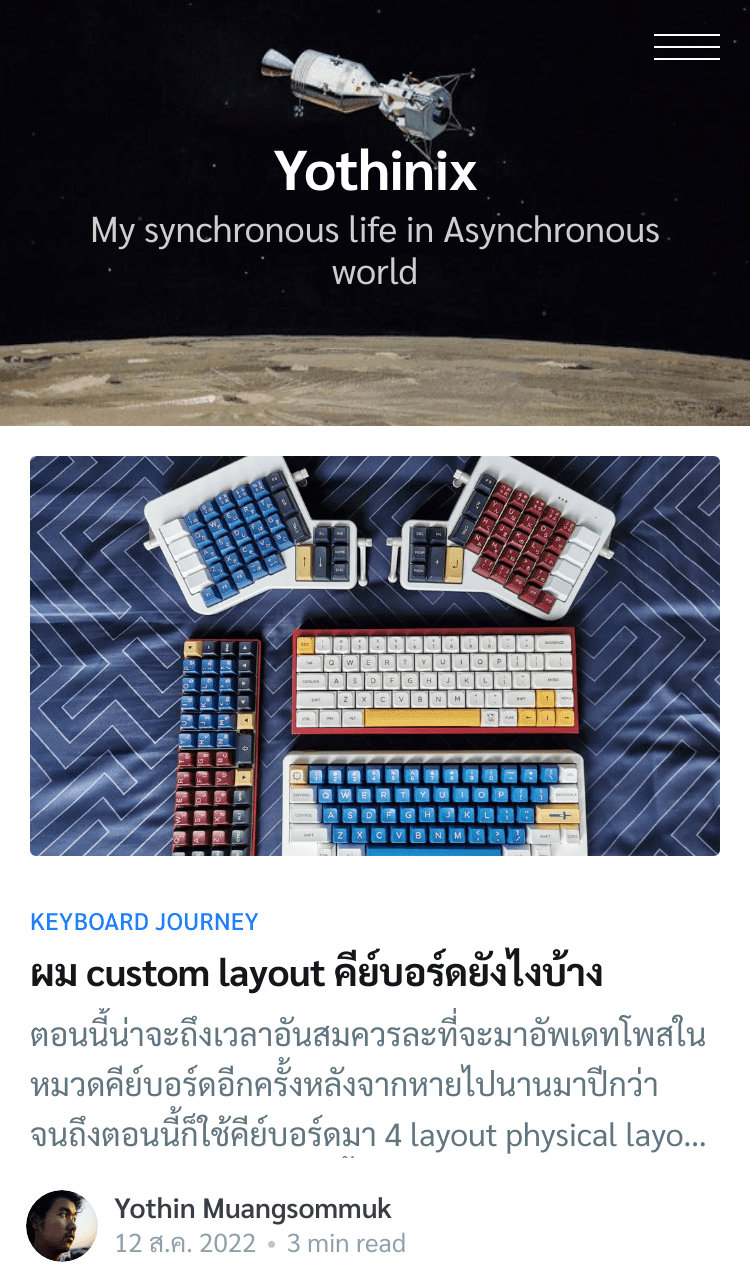 Yothinix
My synchronous life in Asynchronous
world
KEYBOARD JOURNEY
ผม custom layout คีย์บอร์ดยังไงบ้าง
ตอนนี้น่าจะถึงเวลาอันสมควรละที่จะมาอัพเดทโพสใน
หมวดคีย์บอร์ดอีกครั้งหลังจากหายไปนานมาปีกว่า
จนถึงตอนนี้ก็ใช้คีย์บอร์ดมา 4 layout physical layo...
Yothin Muangsommuk
12 ส.ค. 2022 • 3 min read